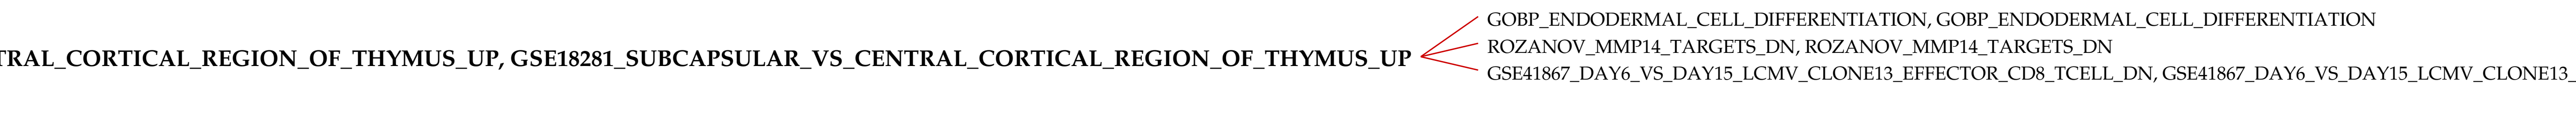 TRAL_CORTICAL_REGION_OF_THYMUS_UP, GSE18281_SUBCAPSULAR_VS_CENTRAL_CORTICAL_REGION_OF_THYMUS_UP
GOBP_ENDODERMAL_CELL_DIFFERENTIATION, GOBP_ENDODERMAL_CELL_DIFFERENTIATION
ROZANOV_MMP14_TARGETS_DN, ROZANOV_MMP14_TARGETS_DN
GSE41867_DAY6_VS_DAY15_LCMV_CLONE13_EFFECTOR_CD8_TCELL_DN, GSE41867_DAY6_VS_DAY15_LCMV_CLONE13_